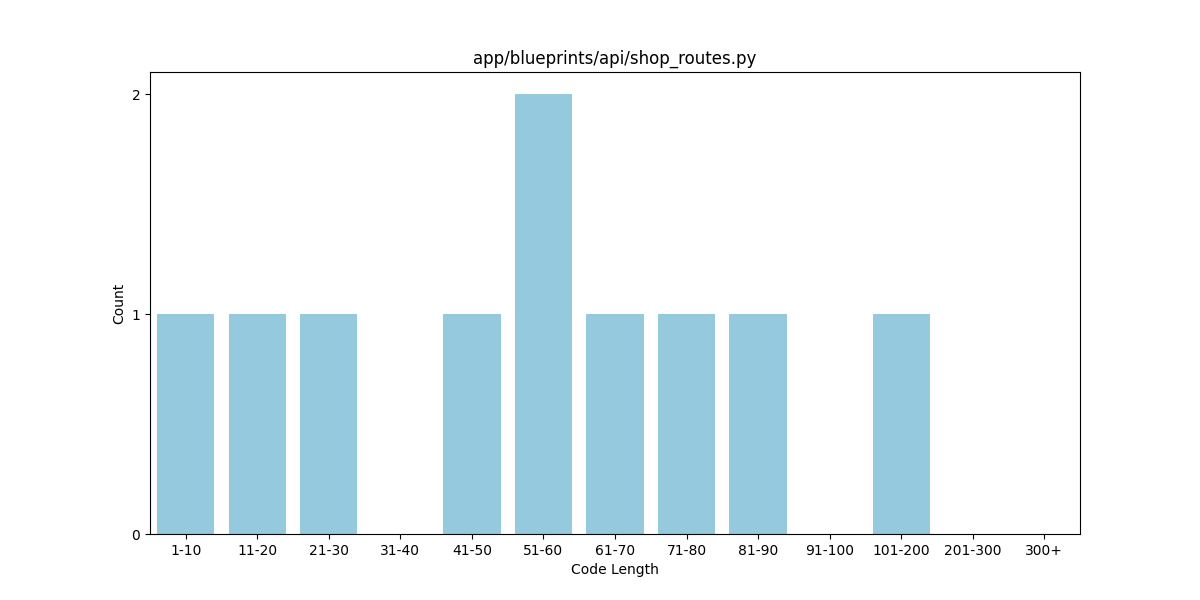 app/blueprints/api/shop_routes.py
Count
2
1
0
1-10 11-20 21-30 31-40 41-50 51-60 61-70 71-80 81-90 91-100 101-200 201-300 300+
Code Length